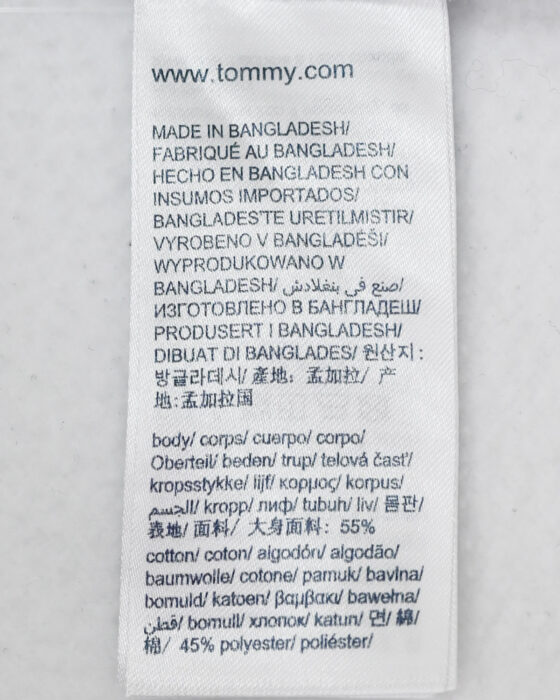 www.tommy.com
MADE IN BANGLADESH/
FABRIQUÉ AU BANGLADESH/
HECHO EN BANGLADESH CON
INSUMOS IMPORTADOS/
BANGLADES'TE URETILMISTIR/
VYROBENO V BANGLADÉŠI/
WYPRODUKOWANO W
BANGLADESH/ صنع في بنغلادش/
ИЗГОТОВЛЕНО В БАНГЛАДЕШ/
PRODUSERT I BANGLADESH/
DIBUAT DI BANGLADES/ 원산지:
방글라데시/ 產地: 孟加拉/ 产
地:孟加拉国
body/ corps/ cuerpo/ corpo/
Oberteil/ beden/ trup/ telová časť/
kropsstykke/ lijf/ κορμος/ korpus/
الجسم/ kropp/ лиф/ tubuh/ liv/ 몸판/
表地/ 面料/ 大身面料: 55%
cotton/ coton/ algodón/ algodão/
baumwolle/ cotone/ pamuk/ bavlna/
bomuld/ katoen/ βαμβακι/ bawełna/
قطن/ bomull/ хлопок/ katun/ 면/ 綿/
棉/ 45% polyester/ poliéster/